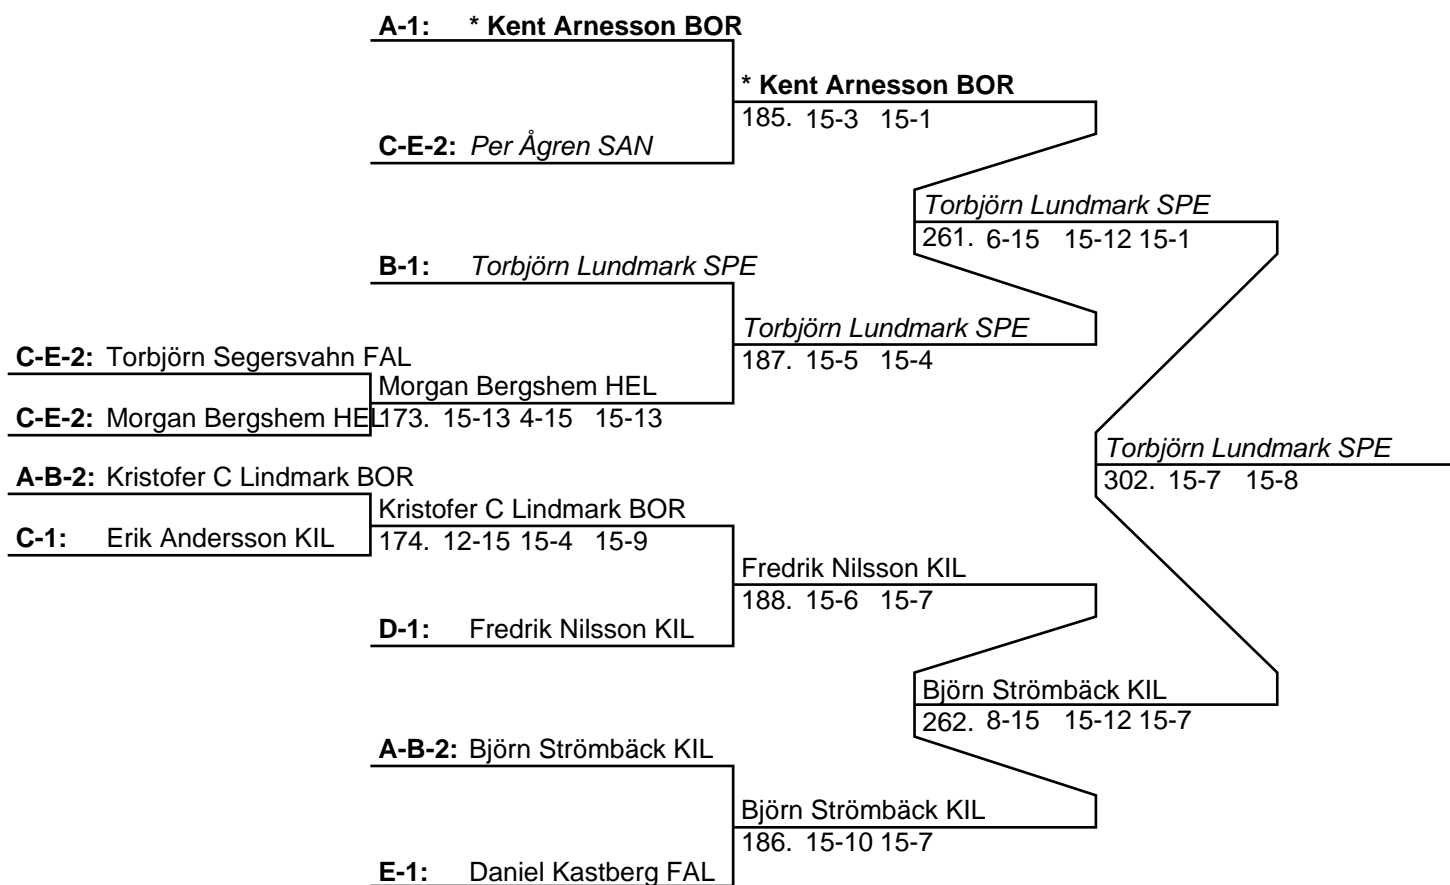 A-1: * Kent Arnesson BOR
* Kent Arnesson BOR
185. 15-3 15-1
C-E-2: Per Ågren SAN
Torbjörn Lundmark SPE
261. 6-15 15-12 15-1
B-1: Torbjörn Lundmark SPE
Torbjörn Lundmark SPE
187. 15-5 15-4
C-E-2: Torbjörn Segersvahn FAL
Morgan Bergshem HEL
C-E-2: Morgan Bergshem HEL
173. 15-13 4-15 15-13
Torbjörn Lundmark SPE
302. 15-7 15-8
A-B-2: Kristofer C Lindmark BOR
Kristofer C Lindmark BOR
C-1: Erik Andersson KIL
174. 12-15 15-4 15-9
Fredrik Nilsson KIL
188. 15-6 15-7
D-1: Fredrik Nilsson KIL
Björn Strömbäck KIL
262. 8-15 15-12 15-7
A-B-2: Björn Strömbäck KIL
Björn Strömbäck KIL
186. 15-10 15-7
E-1: Daniel Kastberg FAL